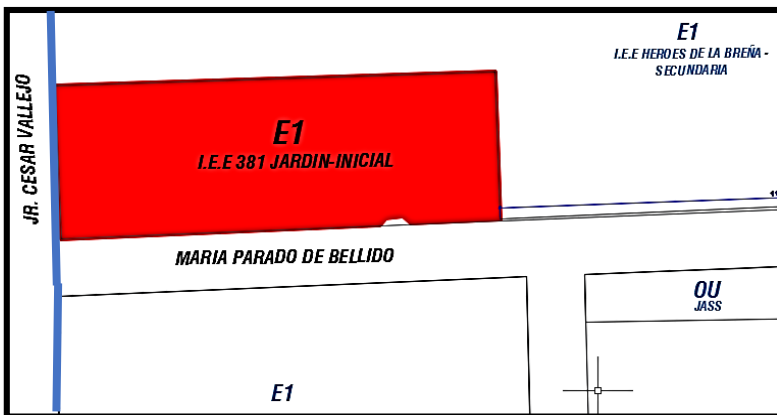 E1
I.E.E HEROES DE LA BREÑA -
SECUNDARIA
JR. CESAR VALLEJO
E1
I.E.E 381 JARDIN-INICIAL
MARIA PARADO DE BELLIDO
OU
JASS
E1